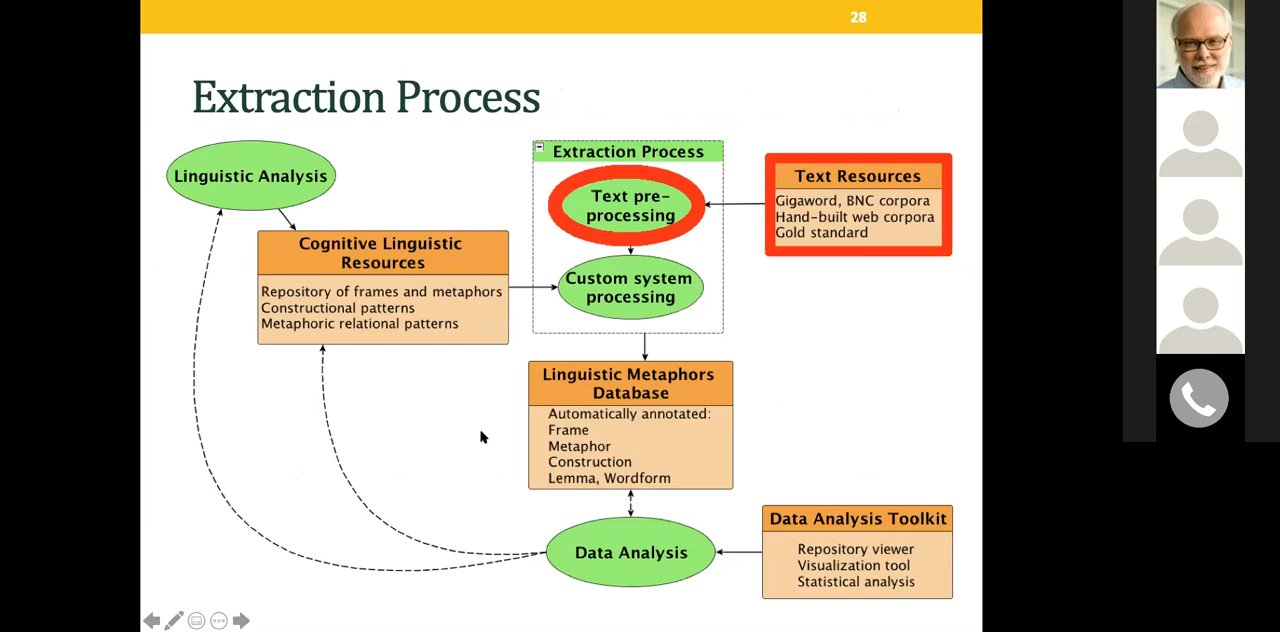 28
Extraction Process
Linguistic Analysis
Cognitive Linguistic
Resources
Repository of frames and metaphors
Constructional patterns
Metaphoric relational patterns
Extraction Process
Text pre-
processing
Custom system
processing
Text Resources
Gigaword, BNC corpora
Hand-built web corpora
Gold standard
Linguistic Metaphors
Database
Automatically annotated:
Frame
Metaphor
Construction
Lemma, Wordform
Data Analysis
Data Analysis Toolkit
Repository viewer
Visualization tool
Statistical analysis